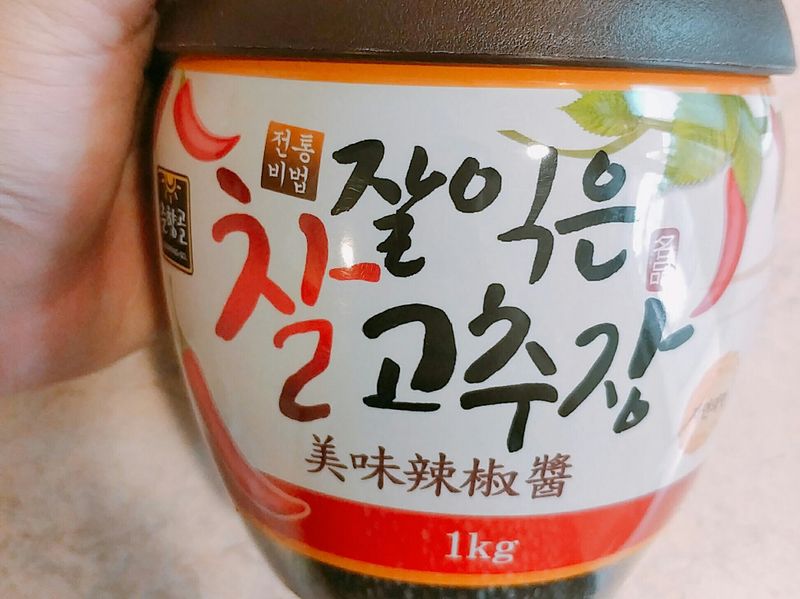 전통
비법
잘익은
찰고추장
美味辣椒醬
1kg